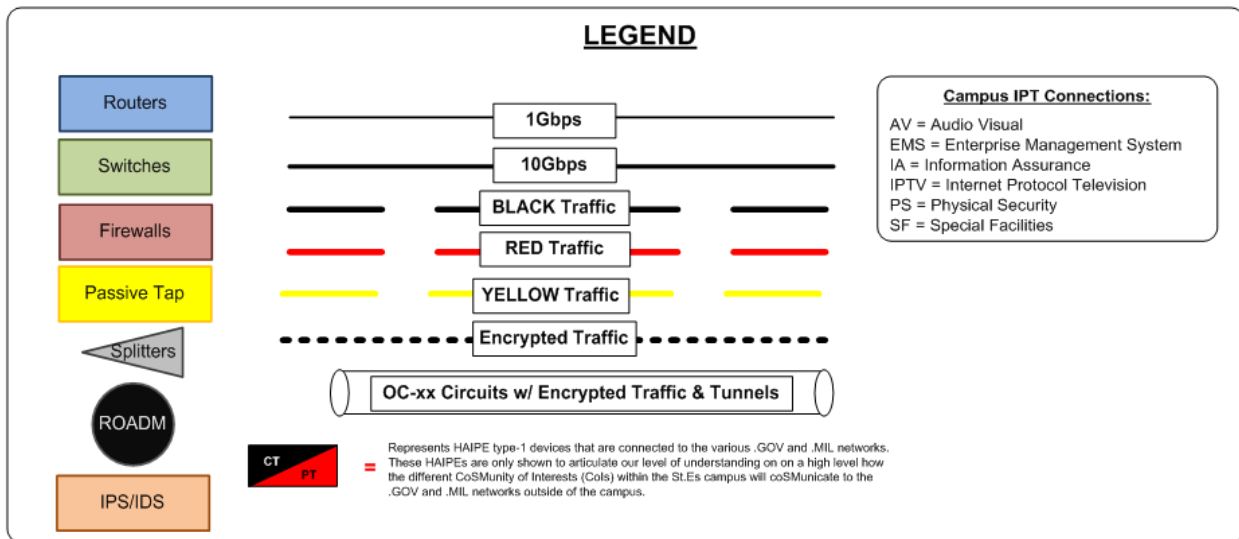 LEGEND
Routers
Switches
Firewalls
Passive Tap
Splitters
ROADM
IPS/IDS
1Gbps
10Gbps
BLACK Traffic
RED Traffic
YELLOW Traffic
Encrypted Traffic
OC-xx Circuits w/ Encrypted Traffic & Tunnels
CT
PT
=
Represents HAIPE type-1 devices that are connected to the various .GOV and .MIL networks.
These HAIPEs are only shown to articulate our level of understanding on on a high level how
the different CoSMunity of Interests (CoIs) within the St.Es campus will coSMunicate to the
.GOV and .MIL networks outside of the campus.
Campus IPT Connections:
AV = Audio Visual
EMS = Enterprise Management System
IA = Information Assurance
IPTV = Internet Protocol Television
PS = Physical Security
SF = Special Facilities